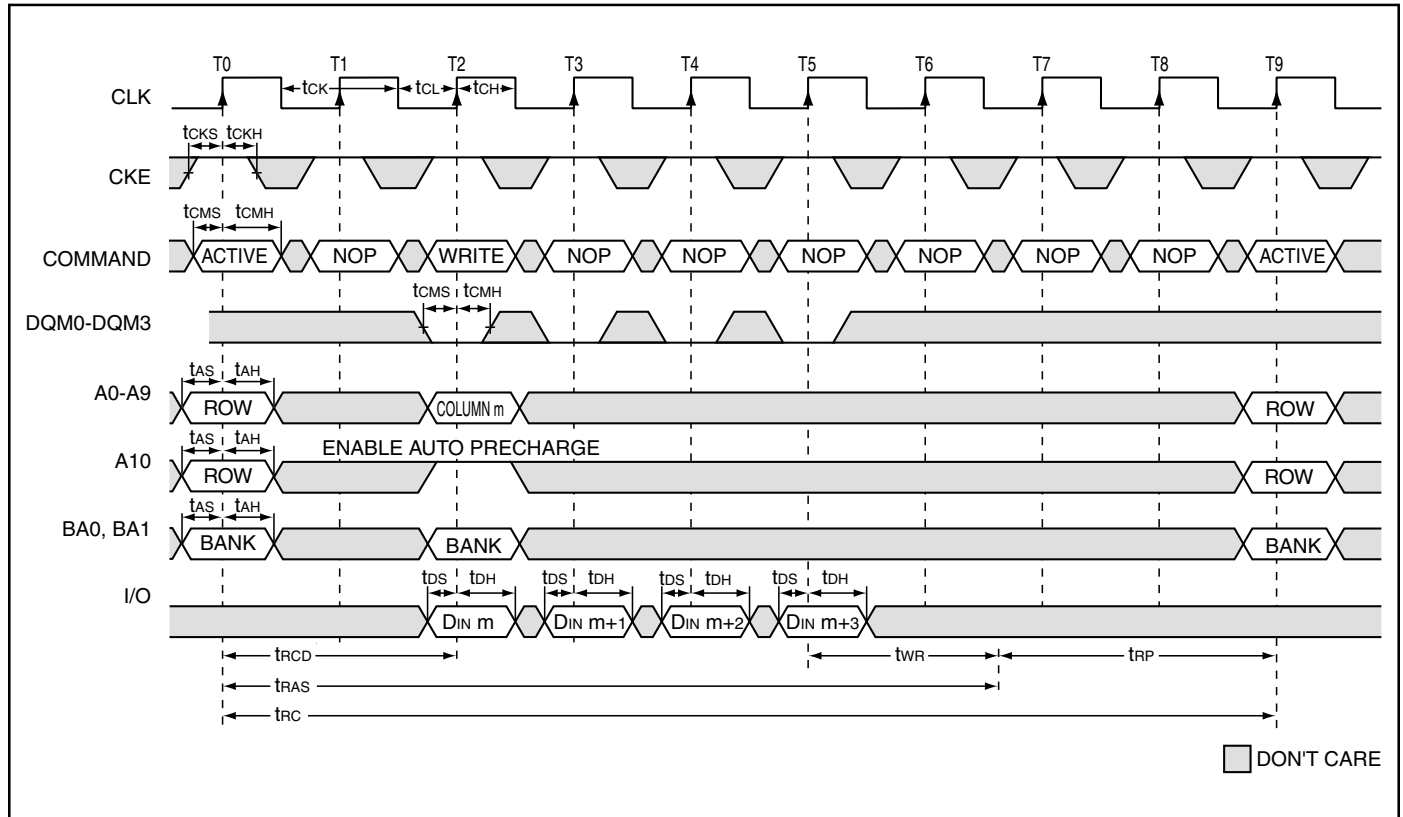 T0 T1 T2 T3 T4 T5 T6 T7 T8 T9
CLK tCK tCL tCH
tCKS tCKH
CKE
tCMS tCMH
COMMAND ACTIVE NOP WRITE NOP NOP NOP NOP NOP NOP ACTIVE
tCMS tCMH
DQM0-DQM3
tAS tAH
A0-A9 ROW COLUMN m ROW
tAS tAH ENABLE AUTO PRECHARGE
A10 ROW ROW
tAS tAH
BA0, BA1 BANK BANK BANK
tDS tDH tDS tDH tDS tDH tDS tDH
I/O DIN m DIN m+1 DIN m+2 DIN m+3
tRCD tWR tRP
tRAS
tRC
DON'T CARE